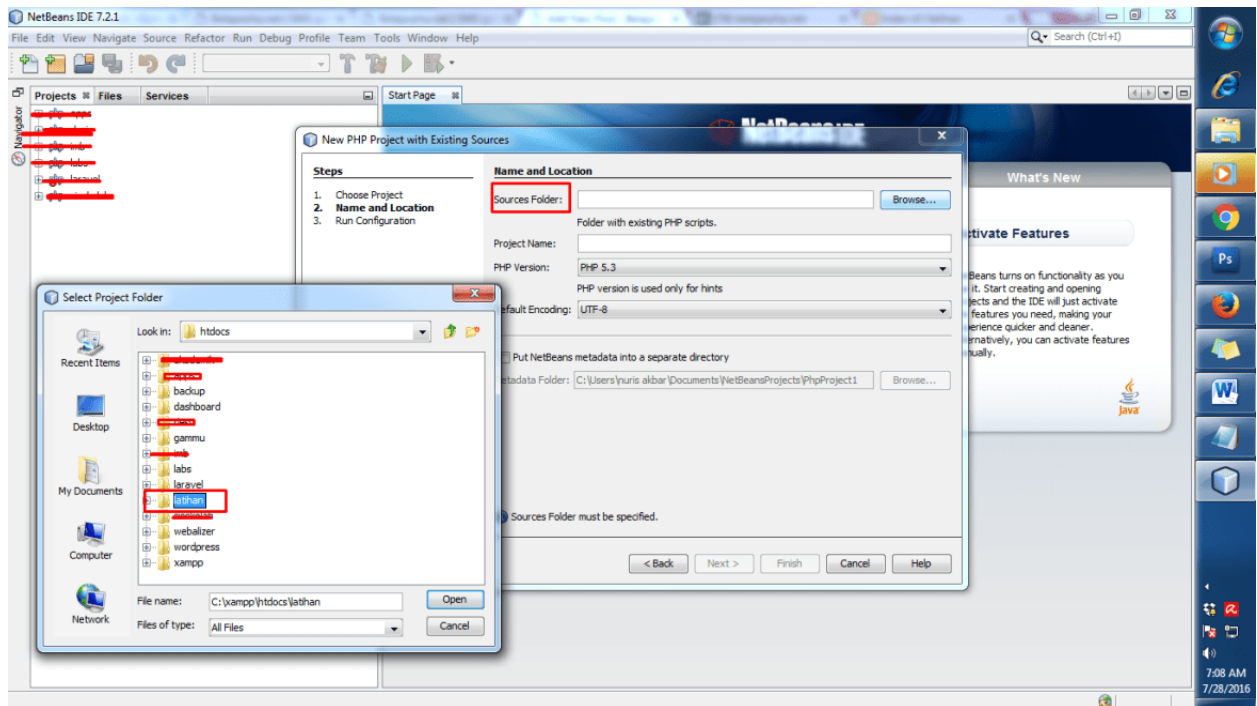 NetBeans IDE 7.2.1
File Edit View Navigate Source Refactor Run Debug Profile Team Tools Window Help
Search (Ctrl+I)
Projects Files Services
Start Page
Navigator
What's New
New PHP Project with Existing Sources
Steps
1. Choose Project
2. Name and Location
3. Run Configuration
Name and Location
Sources Folder:
Browse...
Folder with existing PHP scripts.
Project Name:
PHP Version: PHP 5.3
PHP version is used only for hints
Encoding: UTF-8
Put NetBeans metadata into a separate directory
Folder: C:\Users\nuris akbar\Documents\NetBeansProjects\PhpProject1 Browse...
Sources Folder must be specified.
< Back Next > Finish Cancel Help
Features
turns on functionality as you
it. Start creating and opening
and the IDE will just activate
features you need, making your
quicker and cleaner.
you can activate features
Java
Select Project Folder
Look in: htdocs
Recent Items
Desktop
My Documents
Computer
Network
backup
dashboard
gammu
labs
laravel
latihan
webalizer
wordpress
xampp
File name: C:\xampp\htdocs\latihan Open
Files of type: All Files Cancel
Ps
W
7:08 AM
7/28/2016